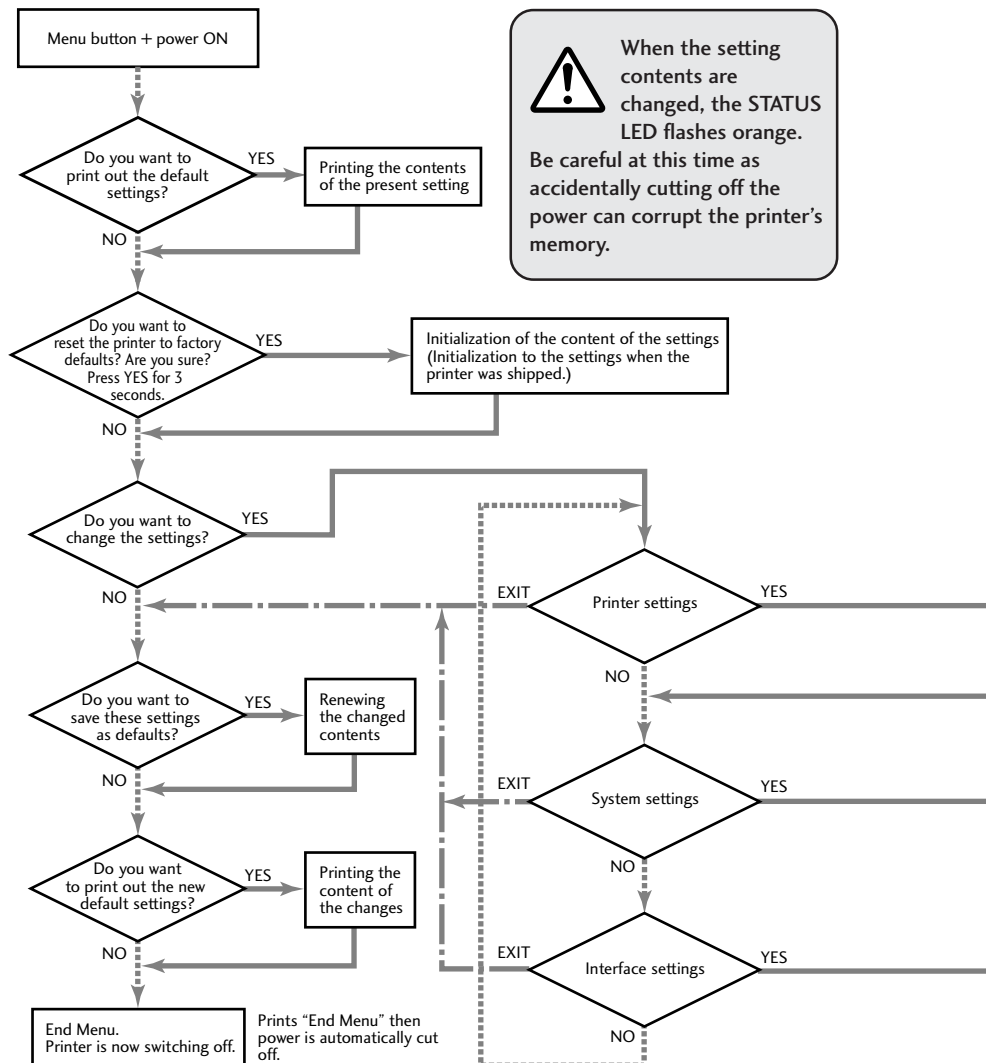 Menu button + power ON
When the setting
contents are
changed, the STATUS
LED flashes orange.
Be careful at this time as
accidentally cutting off the
power can corrupt the printer’s
memory.
Do you want to
print out the default
settings?
YES
Printing the contents
of the present setting
NO
Do you want to
reset the printer to factory
defaults? Are you sure?
Press YES for 3
seconds.
YES
Initialization of the content of the settings
(Initialization to the settings when the
printer was shipped.)
NO
Do you want to
change the settings?
YES
NO
EXIT
Printer settings
YES
NO
Do you want to
save these settings
as defaults?
YES
Renewing
the changed
contents
NO
EXIT
System settings
YES
NO
Do you want
to print out the new
default settings?
YES
Printing the
content of
the changes
NO
EXIT
Interface settings
YES
NO
End Menu.
Printer is now switching off.
Prints “End Menu” then
power is automatically cut
off.